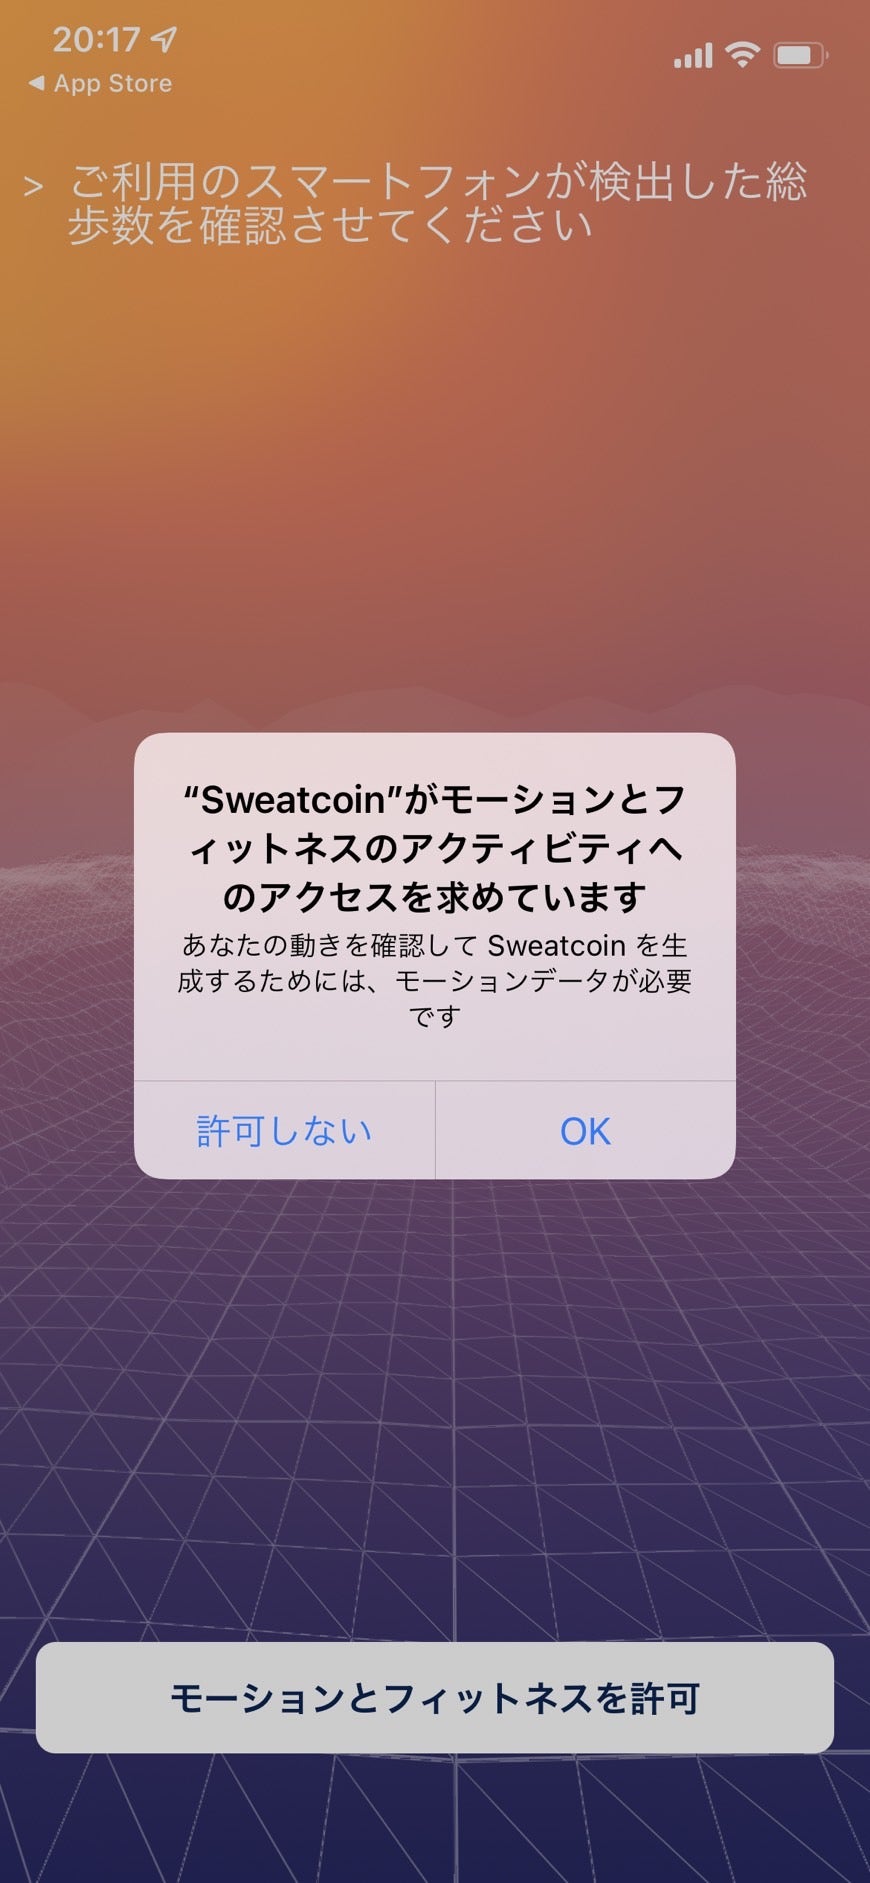 20:17
◀ App Store
> ご利用のスマートフォンが検出した総
歩数を確認させてください
“Sweatcoin”がモーションとフ
ィットネスのアクティビティへ
のアクセスを求めています
あなたの動きを確認して Sweatcoin を生
成するためには、モーションデータが必要
です
許可しない
OK
モーションとフィットネスを許可